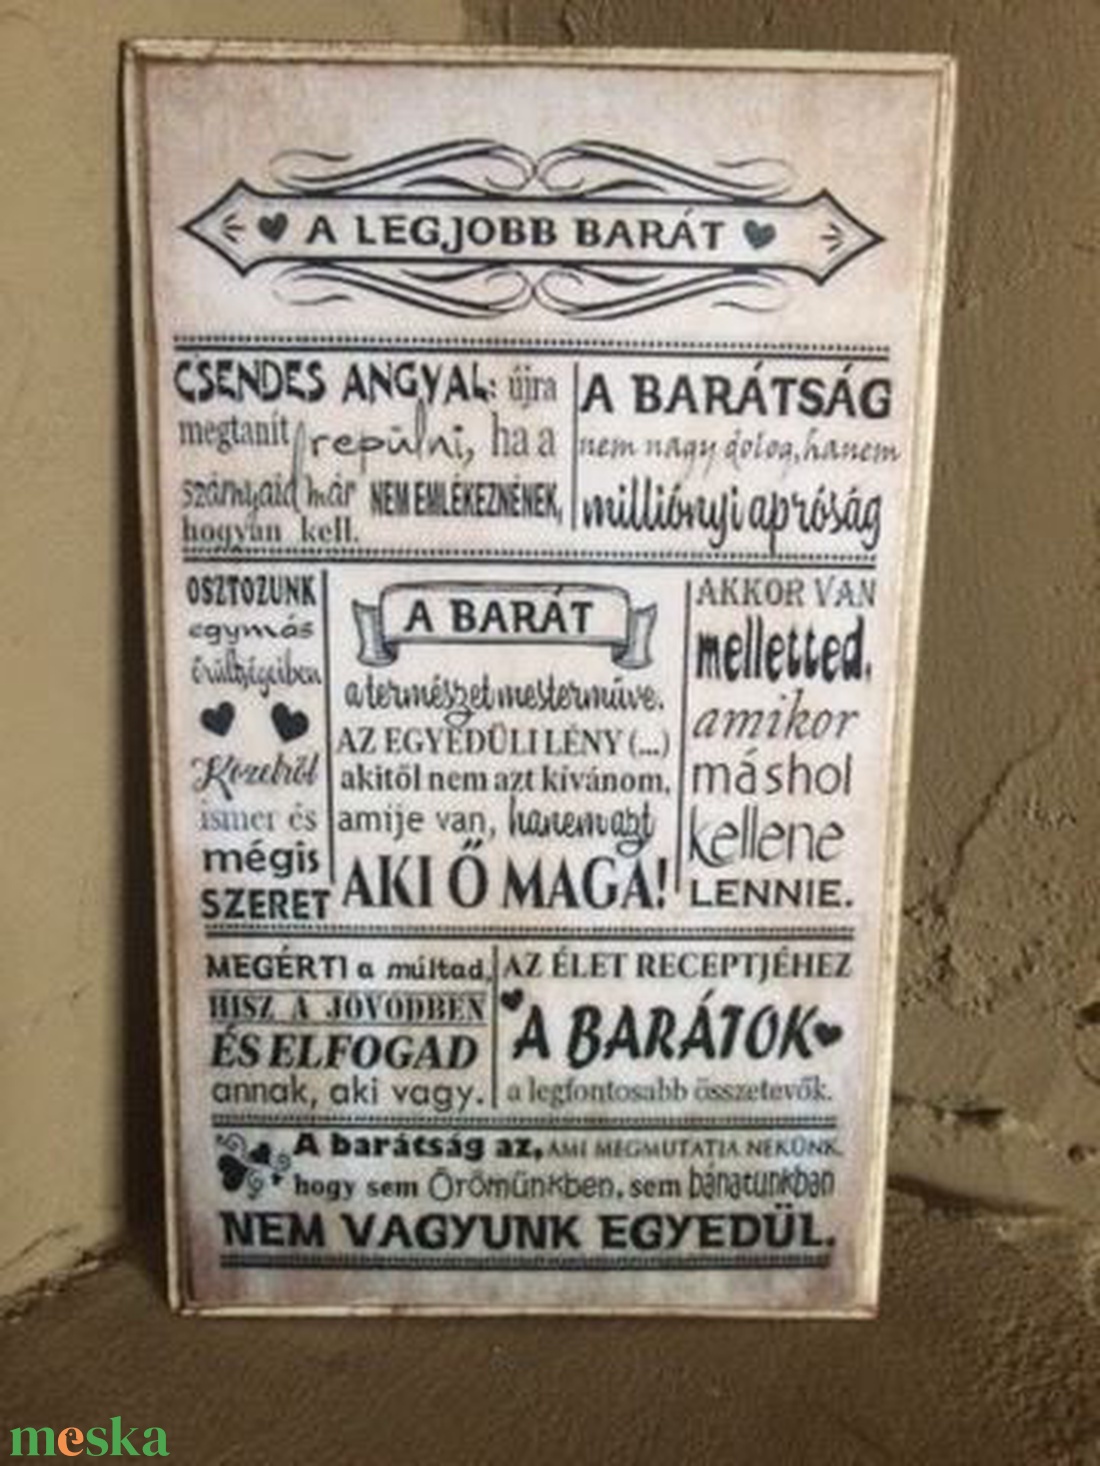 A LEGJOBB BARÁT
CSENDES ANGYAL: újra
megtanít repülni, ha a
szárnyaid már NEM EMLÉKEZNÉNEK,
hogyan kell.
A BARÁTSÁG
nem nagy dolog, hanem
milliónyi apróság
OSZTOZUNK
egymás
őrültségeiben
Közelről
ismer és
mégis
SZERET
A BARÁT
a természet mesterműve.
AZ EGYEDÜLI LÉNY (...)
akitől nem azt kívánom,
amije van, hanem azt
AKI Ő MAGA!
AKKOR VAN
melletted,
amikor
máshol
kellene
LENNIE.
MEGÉRTI a múltad,
HISZ A JÖVŐDBEN
ÉS ELFOGAD
annak, aki vagy.
AZ ÉLET RECEPTJÉHEZ
A BARÁTOK
a legfontosabb összetevők.
A barátság az, AMI MEGMUTATJA NEKÜNK,
hogy sem Örömünkben, sem bánatunkban
NEM VAGYUNK EGYEDÜL.
meska